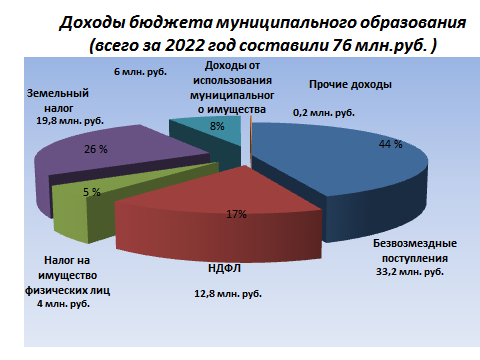 Доходы бюджета муниципального образования
(всего за 2022 год составили 76 млн.руб. )
6 млн. руб.
Доходы от
использования
муниципальног
о имущества
8%
Прочие доходы
0,2 млн. руб.
Земельный
налог
19,8 млн. руб.
26 %
44 %
5 %
17%
Налог на
имущество
физических лиц
4 млн. руб.
НДФЛ
12,8 млн. руб.
Безвозмездные
поступления
33,2 млн. руб.